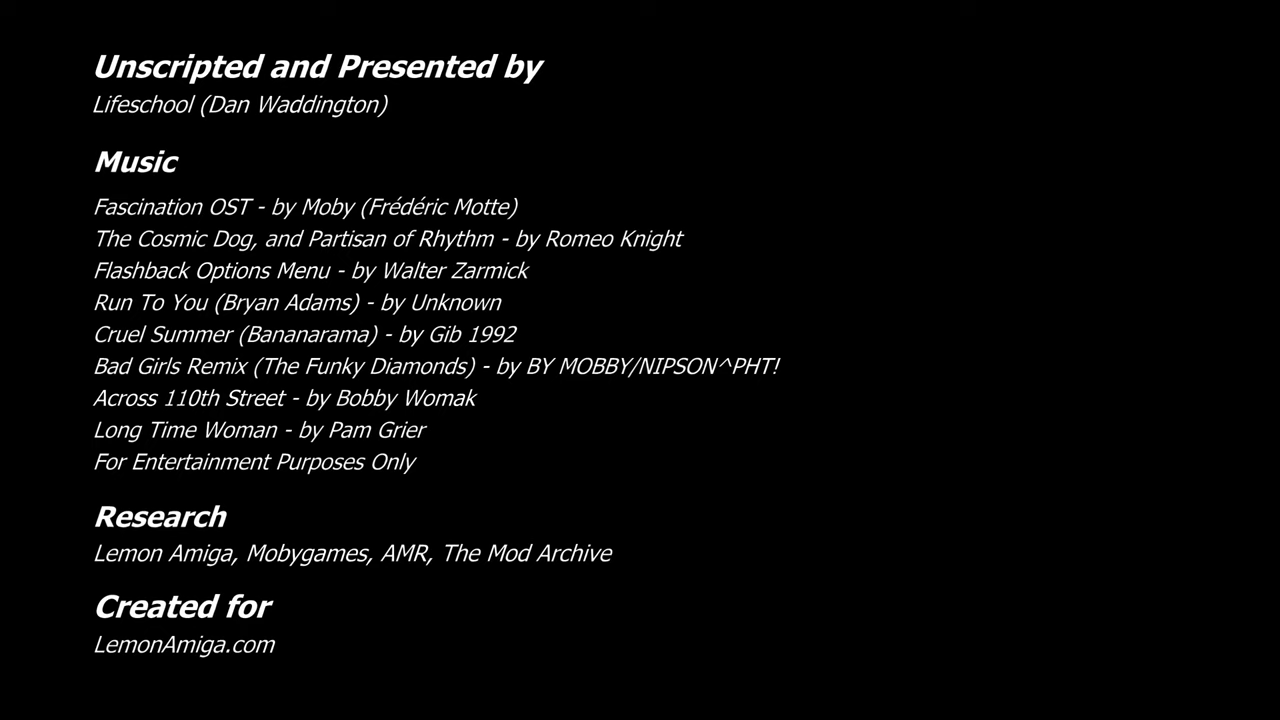 Unscripted and Presented by
Lifeschool (Dan Waddington)
Music
Fascination OST - by Moby (Frédéric Motte)
The Cosmic Dog, and Partisan of Rhythm - by Romeo Knight
Flashback Options Menu - by Walter Zarmick
Run To You (Bryan Adams) - by Unknown
Cruel Summer (Bananarama) - by Gib 1992
Bad Girls Remix (The Funky Diamonds) - by BY MOBBY/NIPSON^PHT!
Across 110th Street - by Bobby Womak
Long Time Woman - by Pam Grier
For Entertainment Purposes Only
Research
Lemon Amiga, Mobygames, AMR, The Mod Archive
Created for
LemonAmiga.com